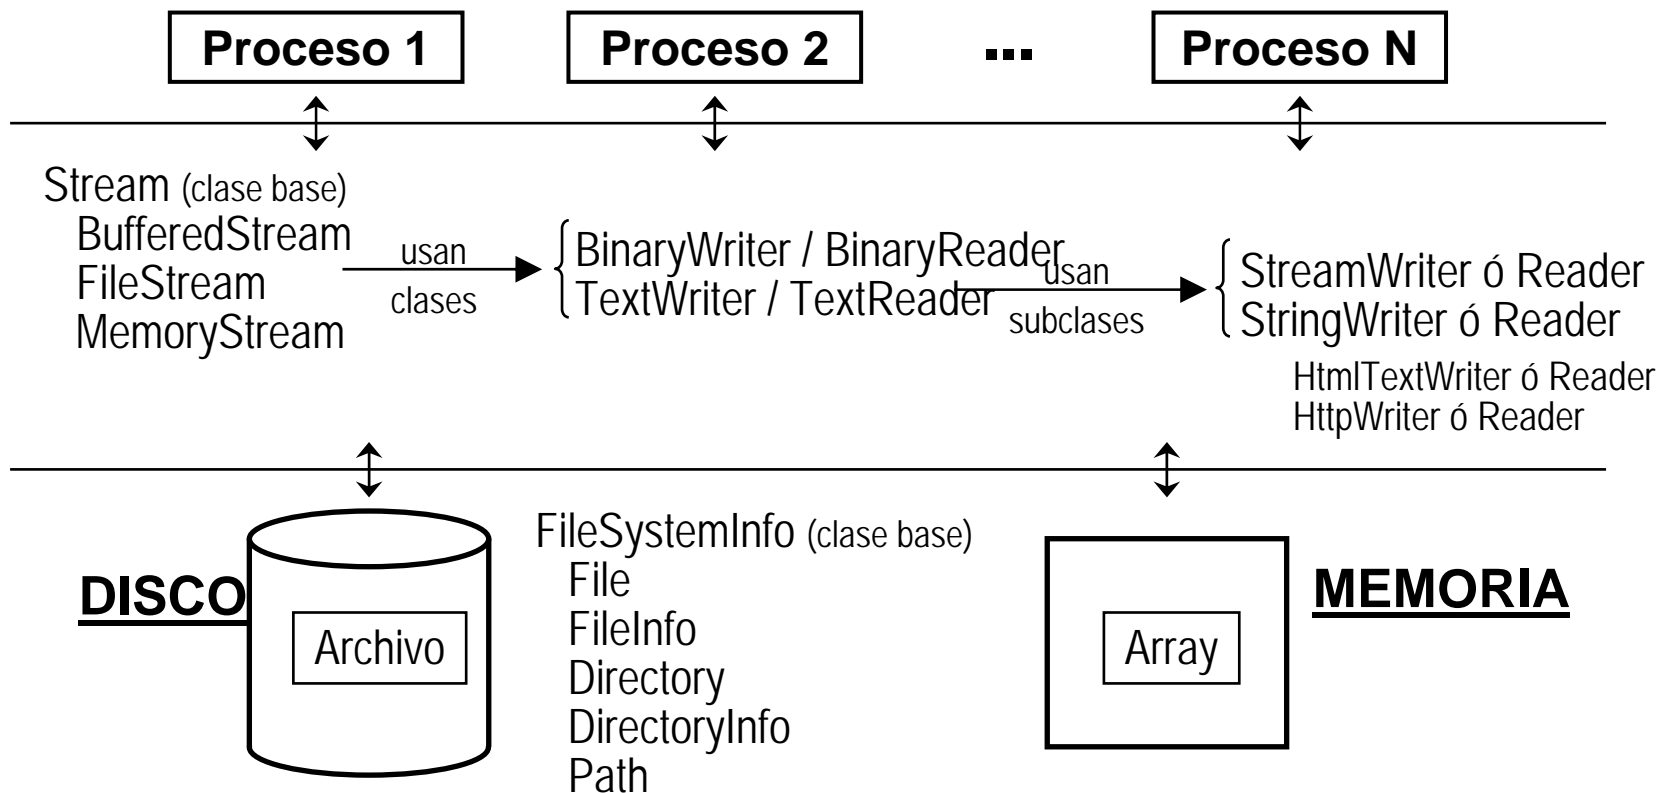 Proceso 1
Proceso 2
...
Proceso N
Stream (clase base)
BufferedStream
FileStream
MemoryStream
usan
clases
BinaryWriter / BinaryReader
TextWriter / TextReader
usan
subclases
StreamWriter ó Reader
StringWriter ó Reader
HtmlTextWriter ó Reader
HttpWriter ó Reader
DISCO
Archivo
FileSystemInfo (clase base)
File
FileInfo
Directory
DirectoryInfo
Path
Array
MEMORIA